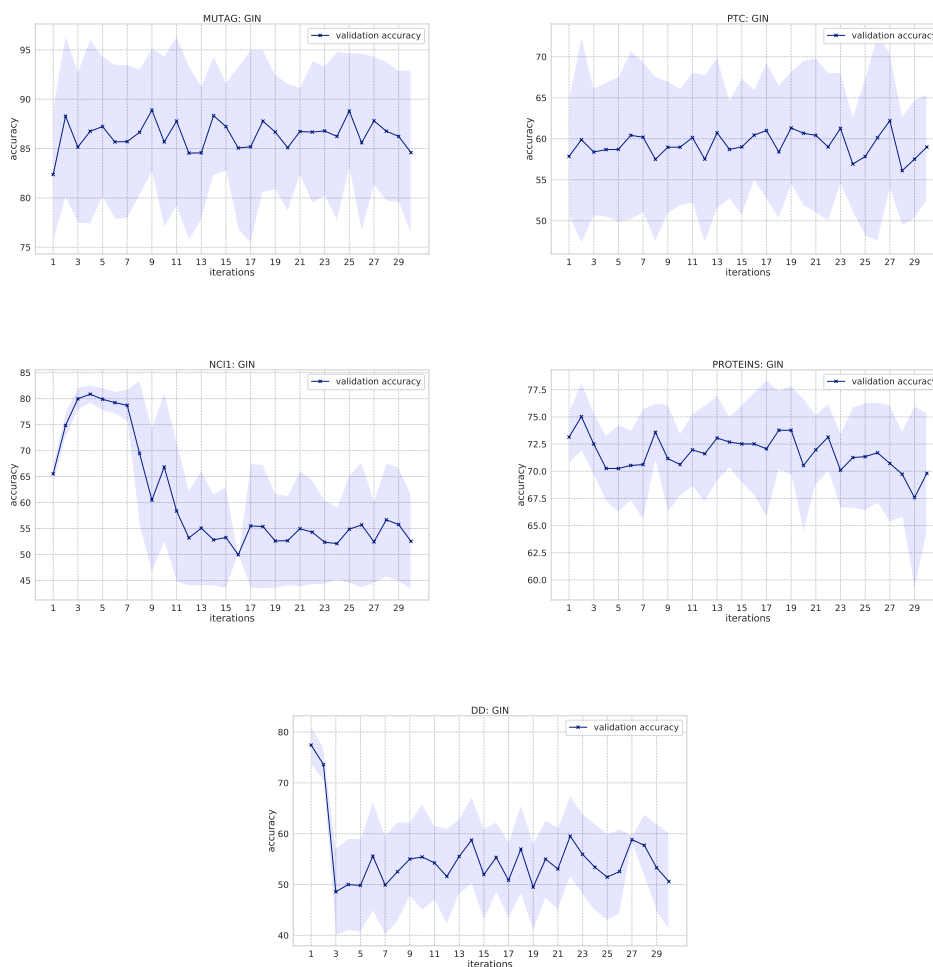 MUTAG: GIN
validation accuracy
95
90
85
80
75
accuracy
1 3 5 7 9 11 13 15 17 19 21 23 25 27 29
iterations
PTC: GIN
validation accuracy
70
65
60
55
50
accuracy
1 3 5 7 9 11 13 15 17 19 21 23 25 27 29
iterations
NCI1: GIN
validation accuracy
85
80
75
70
65
60
55
50
45
accuracy
1 3 5 7 9 11 13 15 17 19 21 23 25 27 29
iterations
PROTEINS: GIN
validation accuracy
77.5
75.0
72.5
70.0
67.5
65.0
62.5
60.0
accuracy
1 3 5 7 9 11 13 15 17 19 21 23 25 27 29
iterations
DD: GIN
validation accuracy
80
70
60
50
40
accuracy
1 3 5 7 9 11 13 15 17 19 21 23 25 27 29
iterations